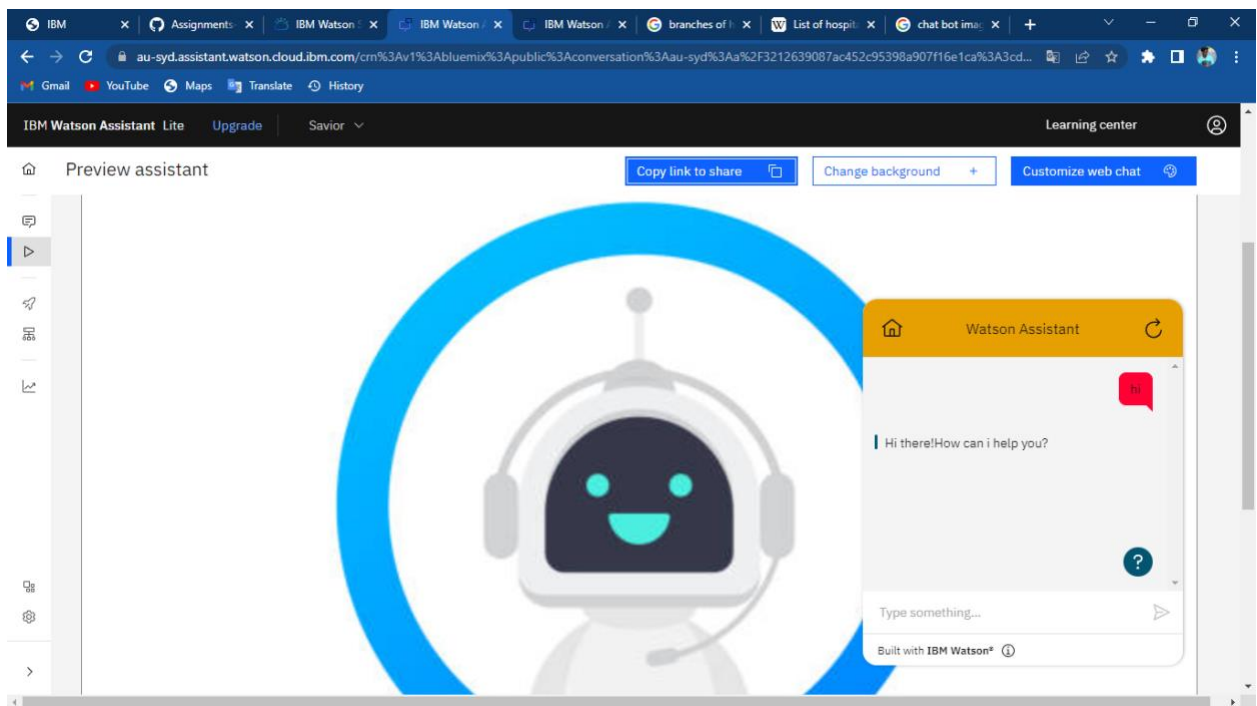 IBM
Assignments
IBM Watson S
IBM Watson A
IBM Watson A
branches of h
List of hospit
chat bot imag
au-syd.assistant.watson.cloud.ibm.com/crn%3Av1%3Abluemix%3Apublic%3Aconversation%3Aau-syd%3Aa%2F3212639087ac452c95398a907f16e1ca%3A3cd...
Gmail YouTube Maps Translate History
IBM Watson Assistant Lite Upgrade Savior Learning center
Preview assistant Copy link to share Change background + Customize web chat
Watson Assistant
hi
Hi there!How can i help you?
?
Type something...
Built with IBM Watson®